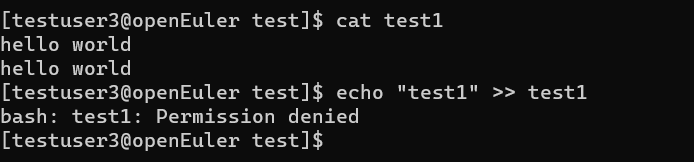 [testuser3@openEuler test]$ cat test1
hello world
hello world
[testuser3@openEuler test]$ echo "test1" >> test1
bash: test1: Permission denied
[testuser3@openEuler test]$